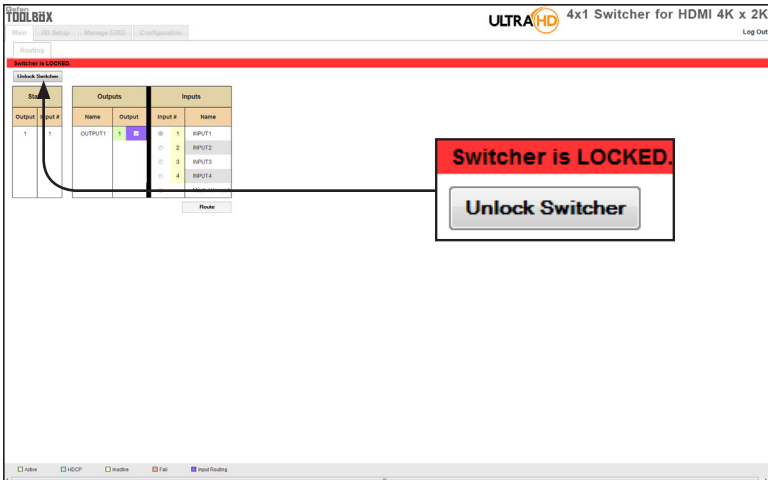 Gefen
TOOLBOX
ULTRA HD 4x1 Switcher for HDMI 4K x 2K
Main I/O Setup Manage EDID Configuration
Log Out
Routing
Switcher is LOCKED.
Unlock Switcher
Outputs Inputs
Output Input # Name Output Input # Name
1 1 OUTPUT1 1 1 INPUT1
2 INPUT2
3 INPUT3
4 INPUT4
Route
Switcher is LOCKED.
Unlock Switcher
Active HDCP Inactive Fail Input Routing